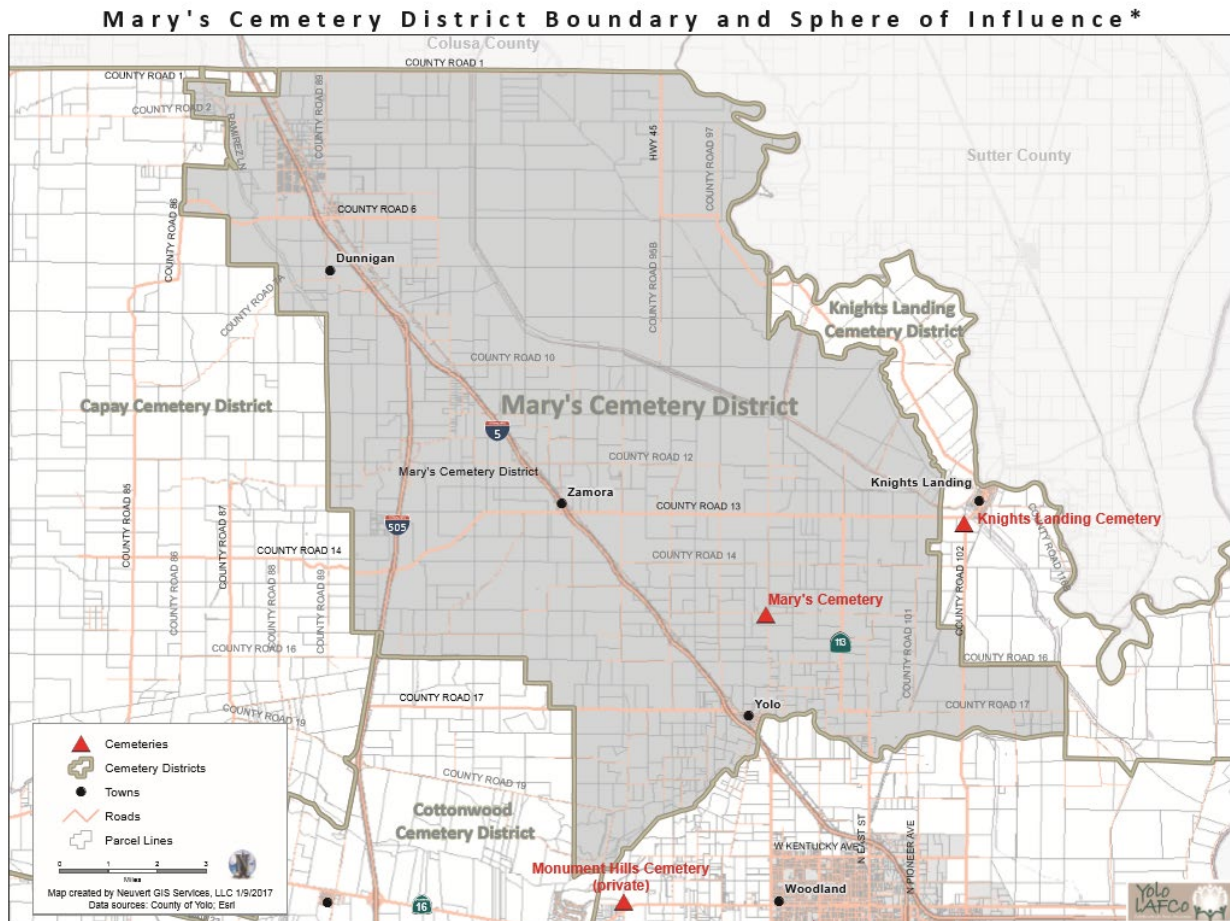 Mary's Cemetery District Boundary and Sphere of Influence*
Colusa County
COUNTY ROAD 1
COUNTY ROAD 1
COUNTY ROAD 2
RAMIREZ LN
COUNTY ROAD 89
HWY 45
COUNTY ROAD 97
Sutter County
COUNTY ROAD 86
COUNTY ROAD 6
Dunnigan
COUNTY ROAD 7A
COUNTY ROAD 95B
Knights Landing
Cemetery District
COUNTY ROAD 10
Capay Cemetery District
Mary's Cemetery District
5
COUNTY ROAD 12
Mary's Cemetery District
Knights Landing
Zamora
COUNTY ROAD 13
Knights Landing Cemetery
505
COUNTY ROAD 85
COUNTY ROAD 87
COUNTY ROAD 14
COUNTY ROAD 14
COUNTY ROAD 86
COUNTY ROAD 88
COUNTY ROAD 89
COUNTY ROAD 102
Mary's Cemetery
113
COUNTY ROAD 101
COUNTY ROAD 16
COUNTY ROAD 16
COUNTY ROAD 17
COUNTY ROAD 17
Yolo
COUNTY ROAD 19
COUNTY ROAD 19
Cottonwood
Cemetery District
W KENTUCKY AVE
N EAST ST
N PIONEER AVE
Monument Hills Cemetery
(private)
Woodland
16
Cemeteries
Cemetery Districts
Towns
Roads
Parcel Lines
0 1 2 3
Miles
N
Map created by Neuvert GIS Services, LLC 1/9/2017
Data sources: County of Yolo; Esri
Yolo
LAFCO